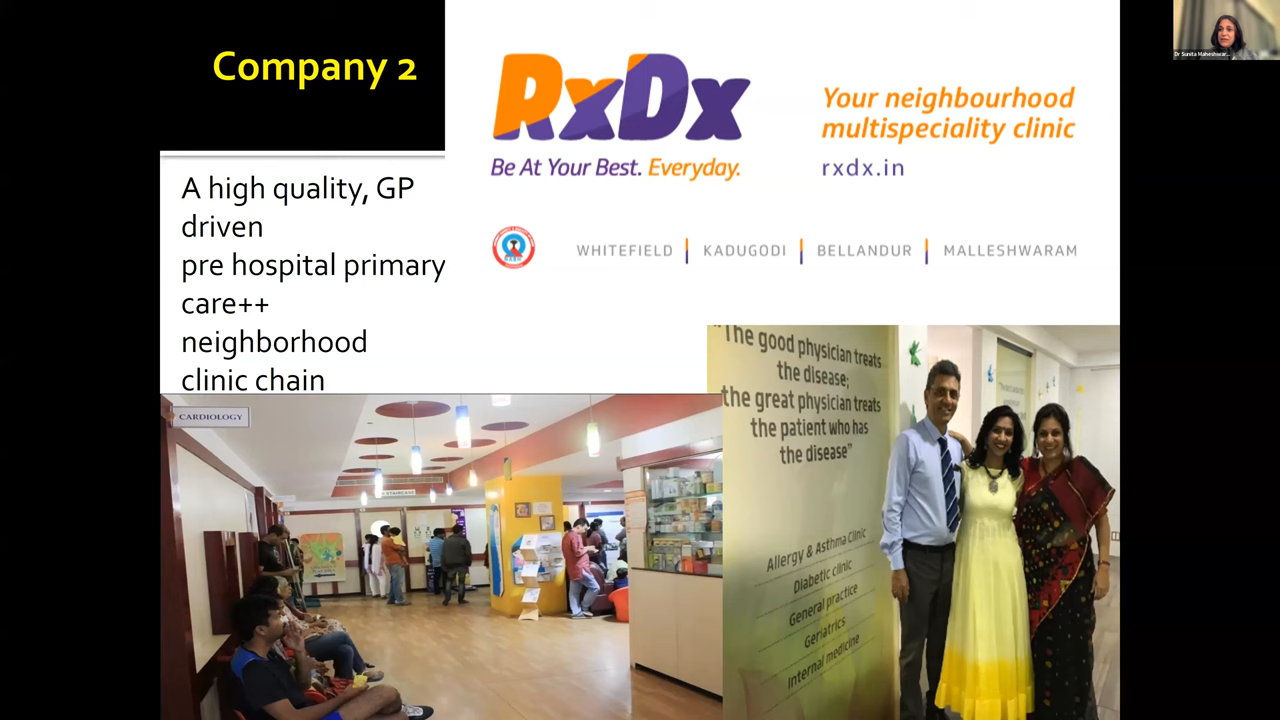 Company 2
RxDx
Be At Your Best. Everyday.
Your neighbourhood
multispeciality clinic
rxdx.in
WHITEFIELD | KADUGODI | BELLANDUR | MALLESHWARAM
A high quality, GP
driven
pre hospital primary
care++
neighborhood
clinic chain
CARDIOLOGY
STAIRCASE
"The good physician treats
the disease;
the great physician treats
the patient who has
the disease"
Allergy & Asthma Clinic
Diabetic clinic
General practice
Geriatrics
Internal medicine
Dr Sunita Maheshwar...